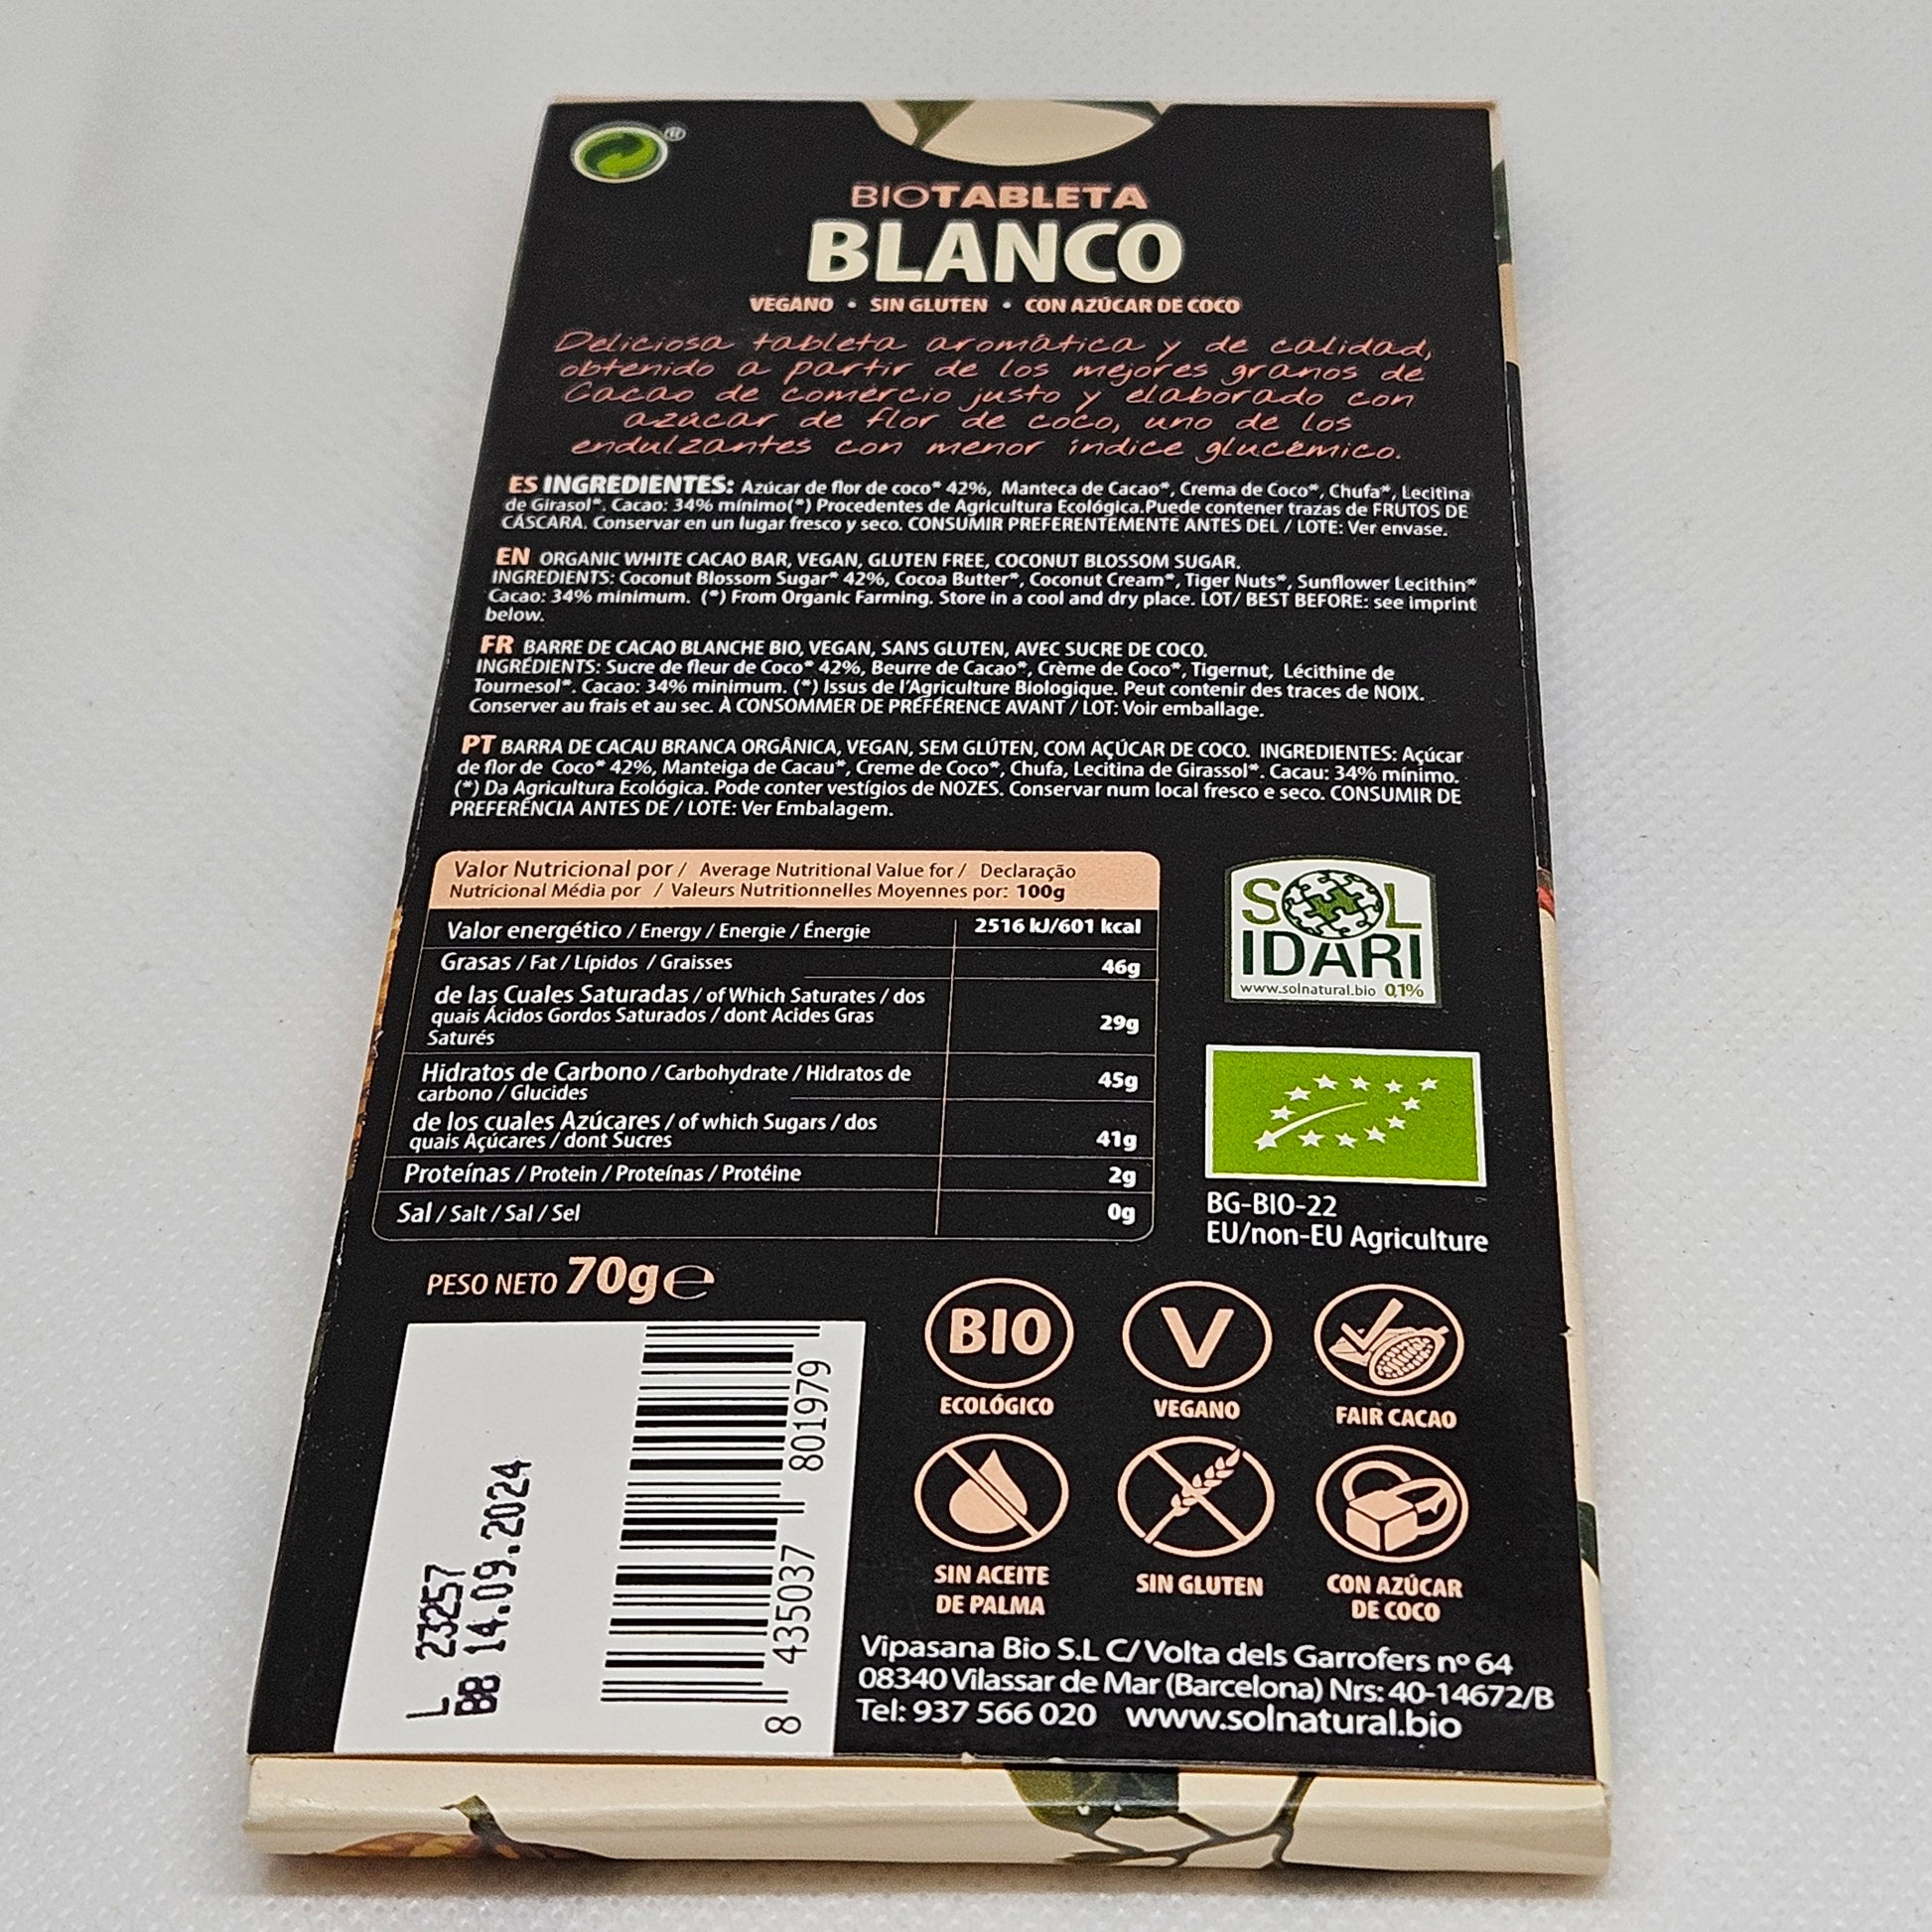 ®
BIOTABLETA
BLANCO
VEGANO • SIN GLUTEN • CON AZÚCAR DE COCO
Deliciosa tableta aromática y de calidad,
obtenido a partir de los mejores granos de
Cacao de comercio justo y elaborado con
azúcar de flor de coco, uno de los
endulzantes con menor índice glucémico.
ES INGREDIENTES: Azúcar de flor de coco* 42%, Manteca de Cacao*, Crema de Coco*, Chufa*, Lecitina
de Girasol*. Cacao: 34% mínimo(*) Procedentes de Agricultura Ecológica.Puede contener trazas de FRUTOS DE
CÁSCARA. Conservar en un lugar fresco y seco. CONSUMIR PREFERENTEMENTE ANTES DEL / LOTE: Ver envase.
EN ORGANIC WHITE CACAO BAR, VEGAN, GLUTEN FREE, COCONUT BLOSSOM SUGAR.
INGREDIENTS: Coconut Blossom Sugar* 42%, Cocoa Butter*, Coconut Cream*, Tiger Nuts*, Sunflower Lecithin*
Cacao: 34% minimum. (*) From Organic Farming. Store in a cool and dry place. LOT/ BEST BEFORE: see imprint
below.
FR BARRE DE CACAO BLANCHE BIO, VEGAN, SANS GLUTEN, AVEC SUCRE DE COCO.
INGRÉDIENTS: Sucre de fleur de Coco* 42%, Beurre de Cacao*, Crème de Coco*, Tigernut, Lécithine de
Tournesol*. Cacao: 34% minimum. (*) Issus de l'Agriculture Biologique. Peut contenir des traces de NOIX.
Conserver au frais et au sec. À CONSOMMER DE PRÉFÉRENCE AVANT / LOT: Voir emballage.
PT BARRA DE CACAU BRANCA ORGÂNICA, VEGAN, SEM GLÚTEN, COM AÇÚCAR DE COCO. INGREDIENTES: Açúcar
de flor de Coco* 42%, Manteiga de Cacau*, Creme de Coco*, Chufa, Lecitina de Girassol*. Cacau: 34% mínimo.
(*) Da Agricultura Ecológica. Pode conter vestígios de NOZES. Conservar num local fresco e seco. CONSUMIR DE
PREFERÊNCIA ANTES DE / LOTE: Ver Embalagem.
Valor Nutricional por / Average Nutritional Value for / Declaração
Nutricional Média por / Valeurs Nutritionnelles Moyennes por: 100g
Valor energético / Energy / Energie / Énergie 2516 kJ/601 kcal
Grasas / Fat / Lípidos / Graisses 46g
de las Cuales Saturadas / of Which Saturates / dos
quais Ácidos Gordos Saturados / dont Acides Gras
Saturés 29g
Hidratos de Carbono / Carbohydrate / Hidratos de
carbono / Glucides 45g
de los cuales Azúcares / of which Sugars / dos
quais Açúcares / dont Sucres 41g
Proteínas / Protein / Proteínas / Protéine 2g
Sal / Salt / Sal / Sel 0g
SOL
IDARI
www.solnatural.bio 0,1%
BG-BIO-22
EU/non-EU Agriculture
PESO NETO 70g e
L 23257
BB 14.09.2024
8 435037 801979
BIO
ECOLÓGICO
V
VEGANO
FAIR CACAO
SIN ACEITE
DE PALMA
SIN GLUTEN
CON AZÚCAR
DE COCO
Vipasana Bio S.L C/ Volta dels Garrofers nº 64
08340 Vilassar de Mar (Barcelona) Nrs: 40-14672/B
Tel: 937 566 020 www.solnatural.bio